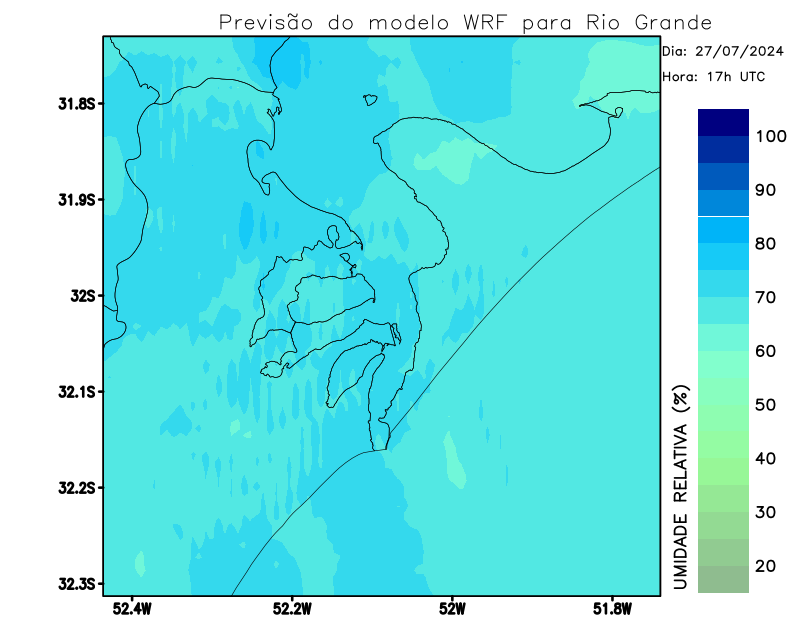 Previsão do modelo WRF para Rio Grande
Dia: 27/07/2024
Hora: 17h UTC
31.8S
31.9S
32S
32.1S
32.2S
32.3S
52.4W
52.2W
52W
51.8W
UMIDADE RELATIVA (%)
100
90
80
70
60
50
40
30
20